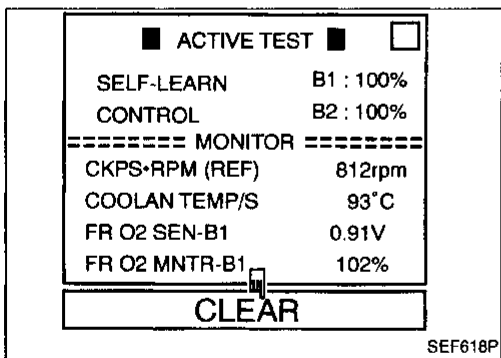 ■ ACTIVE TEST ■
SELF-LEARN B1 : 100%
CONTROL B2 : 100%
======== MONITOR ========
CKPS•RPM (REF) 812rpm
COOLAN TEMP/S 93°C
FR O2 SEN-B1 0.91V
FR O2 MNTR-B1 102%
CLEAR
SEF618P